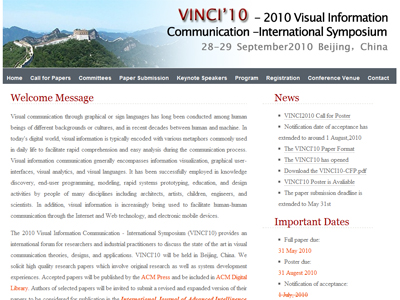 VINCI'10 - 2010 Visual Information
Communication -International Symposium
28-29 September2010 Beijing, China
Home Call for Papers Committees Paper Submission Keynote Speakers Program Registration Conference Venue Contact
Welcome Message
Visual communication through graphical or sign languages has long been conducted among human
beings of different backgrounds or cultures, and in recent decades between human and machine. In
today's digital world, visual information is typically encoded with various metaphors commonly used
in daily life to facilitate rapid comprehension and easy analysis during the communication process.
Visual information communication generally encompasses information visualization, graphical user-
interfaces, visual analytics, and visual languages. It has been successfully employed in knowledge
discovery, end-user programming, modeling, rapid systems prototyping, education, and design
activities by people of many disciplines including architects, artists, children, engineers, and
scientists. In addition, visual information is increasingly being used to facilitate human-human
communication through the Internet and Web technology, and electronic mobile devices.
The 2010 Visual Information Communication - International Symposium (VINCI'10) provides an
international forum for researchers and industrial practitioners to discuss the state of the art in visual
communication theories, designs, and applications. VINCI'10 will be held in Beijing, China. We
solicit high quality research papers which involve original research as well as system development
experiences. Accepted papers will be published by the ACM Press and be included in ACM Digital
Library. Authors of selected papers will be invited to submit a revised and expanded version of their
papers to be considered for publication in the International Journal of Advanced Intelligence
News
VINCI2010 Call for Poster
Notification date of acceptance has
extended to around 1 August,2010
The VINCI'10 Paper Format
The VINCI'10 has opened
Download the VINCI10-CFP pdf
VINCI'10 Poster is Available
The paper submission deadline is
extended to May 31st
Important Dates
Full paper due:
31 May 2010
Poster due:
31 August 2010
Notification of acceptance:
1 July, 2010